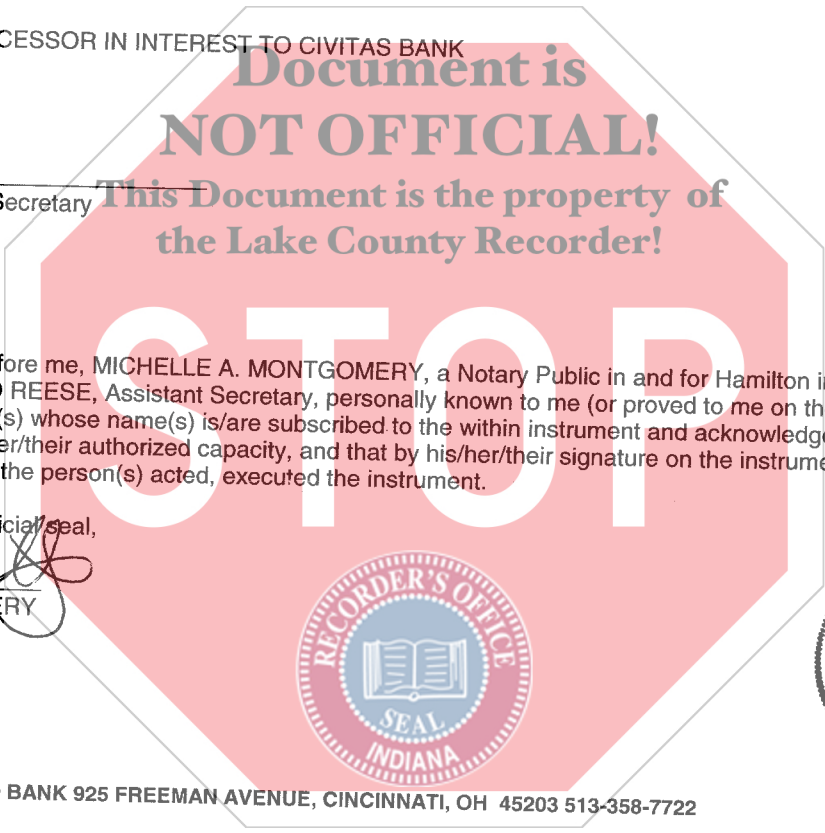 CESSOR IN INTEREST TO CIVITAS BANK
Document is
NOT OFFICIAL!
This Document is the property of
the Lake County Recorder!
Secretary
STOP
fore me, MICHELLE A. MONTGOMERY, a Notary Public in and for Hamilton i
REESE, Assistant Secretary, personally known to me (or proved to me on th
(s) whose name(s) is/are subscribed to the within instrument and acknowledg
er/their authorized capacity, and that by his/her/their signature on the instrume
the person(s) acted, executed the instrument.
icial seal,
ERY
RECORDER'S OFFICE
SEAL
INDIANA
BANK 925 FREEMAN AVENUE, CINCINNATI, OH 45203 513-358-7722